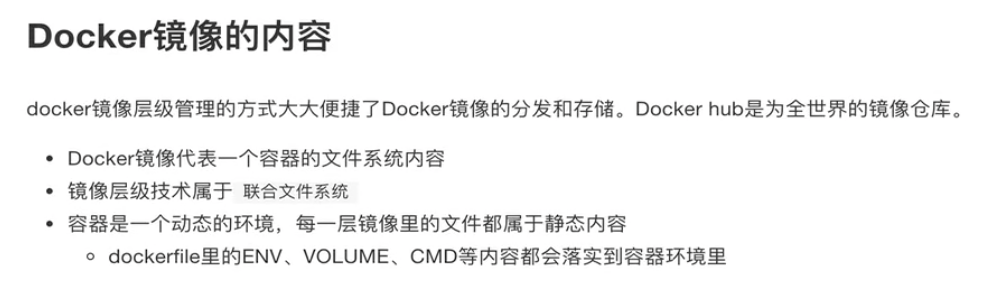 Docker镜像的内容
docker镜像层级管理的方式大大便捷了Docker镜像的分发和存储。Docker hub是为全世界的镜像仓库。
• Docker镜像代表一个容器的文件系统内容
• 镜像层级技术属于 联合文件系统
• 容器是一个动态的环境，每一层镜像里的文件都属于静态内容
◦ dockerfile里的ENV、VOLUME、CMD等内容都会落实到容器环境里